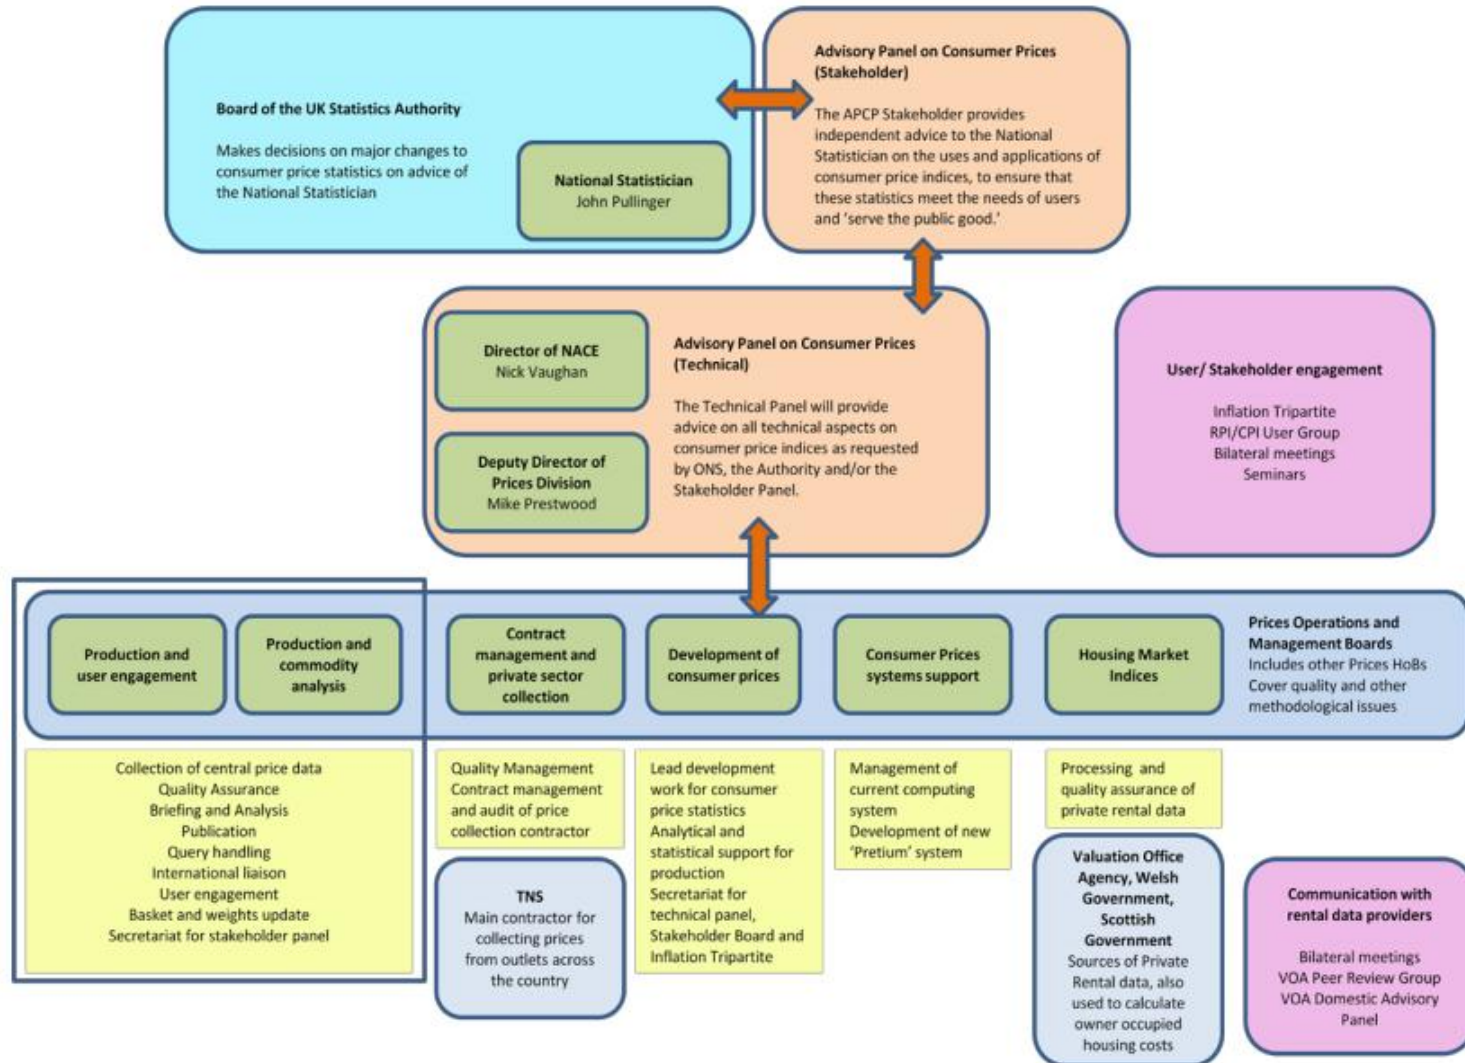 Board of the UK Statistics Authority
Makes decisions on major changes to
consumer price statistics on advice of
the National Statistician
National Statistician
John Pullinger
Advisory Panel on Consumer Prices
(Stakeholder)
The APCP Stakeholder provides
independent advice to the National
Statistician on the uses and applications of
consumer price indices, to ensure that
these statistics meet the needs of users
and ‘serve the public good.’
Director of NACE
Nick Vaughan
Deputy Director of
Prices Division
Mike Prestwood
Advisory Panel on Consumer Prices
(Technical)
The Technical Panel will provide
advice on all technical aspects on
consumer price indices as requested
by ONS, the Authority and/or the
Stakeholder Panel.
User/ Stakeholder engagement
Inflation Tripartite
RPI/CPI User Group
Bilateral meetings
Seminars
Production and
user engagement
Production and
commodity
analysis
Contract
management and
private sector
collection
Development of
consumer prices
Consumer Prices
systems support
Housing Market
Indices
Prices Operations and
Management Boards
Includes other Prices HoBs
Cover quality and other
methodological issues
Collection of central price data
Quality Assurance
Briefing and Analysis
Publication
Query handling
International liaison
User engagement
Basket and weights update
Secretariat for stakeholder panel
Quality Management
Contract management
and audit of price
collection contractor
TNS
Main contractor for
collecting prices
from outlets across
the country
Lead development
work for consumer
price statistics
Analytical and
statistical support for
production
Secretariat for
technical panel,
Stakeholder Board and
Inflation Tripartite
Management of
current computing
system
Development of new
‘Pretium’ system
Processing and
quality assurance of
private rental data
Valuation Office
Agency, Welsh
Government,
Scottish
Government
Sources of Private
Rental data, also
used to calculate
owner occupied
housing costs
Communication with
rental data providers
Bilateral meetings
VOA Peer Review Group
VOA Domestic Advisory
Panel